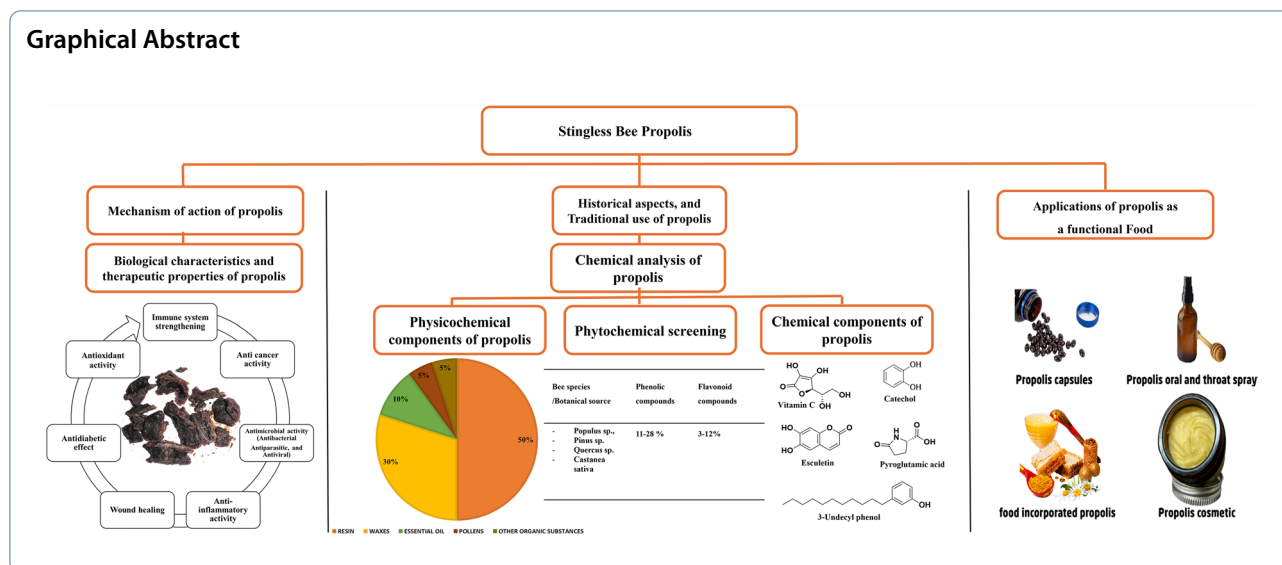 Graphical Abstract
Stingless Bee Propolis
Mechanism of action of propolis
Biological characteristics and
therapeutic properties of propolis
Immune system
strengthening
Anti cancer
activity
Antimicrobial activity
(Antibacterial
Antiparasitic, and
Antiviral)
Anti-
inflammatory
activity
Wound healing
Antidiabetic
effect
Antioxidant
activity
Historical aspects, and
Traditional use of propolis
Chemical analysis of
propolis
Physicochemical
components of propolis
Phytochemical screening
Chemical components of
propolis
5%
5%
10%
30%
50%
RESIN
WAXES
ESSENTIAL OIL
POLLENS
OTHER ORGANIC SUBSTANCES
Bee species Phenolic Flavonoid
/Botanical source compounds compounds
- Populus sp., 11-28 % 3-12%
- Pinus sp.
- Quercus sp.
- Castanea
sativa
HO
OH
O
O
OH
OH
Vitamin C
OH
OH
Catechol
HO
HO
O
O
Esculetin
O
N
H
O
OH
Pyroglutamic acid
OH
3-Undecyl phenol
Applications of propolis as
a functional Food
Propolis capsules
Propolis oral and throat spray
food incorporated propolis
Propolis cosmetic